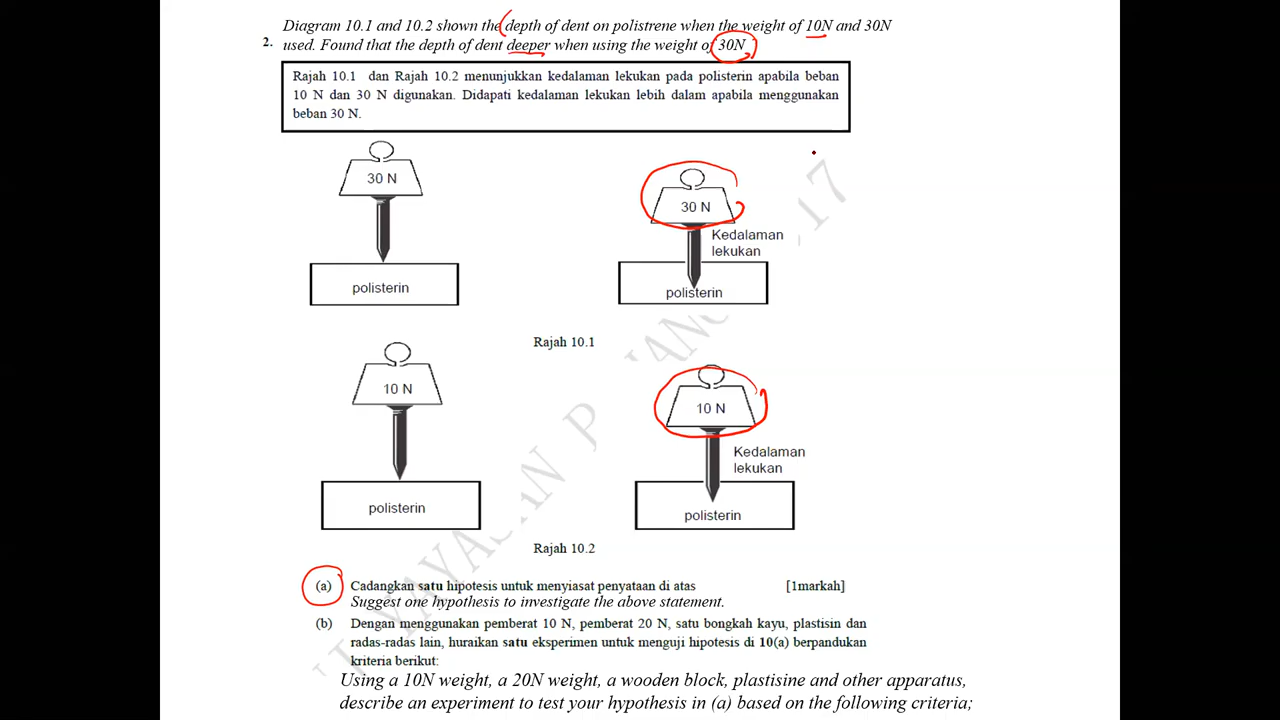 Diagram 10.1 and 10.2 shown the depth of dent on polistrene when the weight of 10N and 30N
2. used. Found that the depth of dent deeper when using the weight of 30N
Rajah 10.1 dan Rajah 10.2 menunjukkan kedalaman lekukan pada polisterin apabila beban
10 N dan 30 N digunakan. Didapati kedalaman lekukan lebih dalam apabila menggunakan
beban 30 N.
30 N
polisterin
30 N
Kedalaman
lekukan
polisterin
Rajah 10.1
10 N
polisterin
10 N
Kedalaman
lekukan
polisterin
Rajah 10.2
(a) Cadangkan satu hipotesis untuk menyiasat penyataan di atas [1markah]
Suggest one hypothesis to investigate the above statement.
(b) Dengan menggunakan pemberat 10 N, pemberat 20 N, satu bongkah kayu, plastisin dan
radas-radas lain, huraikan satu eksperimen untuk menguji hipotesis di 10(a) berpandukan
kriteria berikut:
Using a 10N weight, a 20N weight, a wooden block, plastisine and other apparatus,
describe an experiment to test your hypothesis in (a) based on the following criteria;